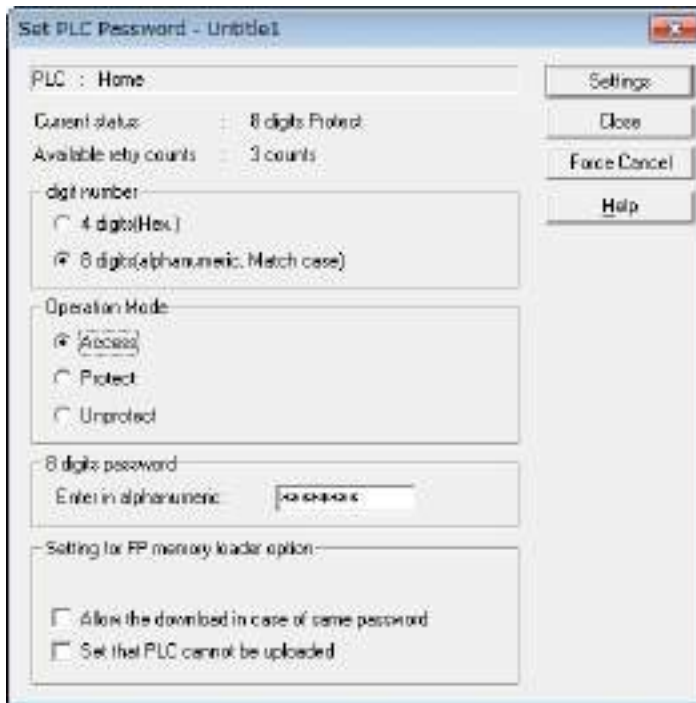 Set PLC Password - Untitle1
PLC : Home
Current status : 8 digits Protect
Available retry counts : 3 counts
digit number
4 digits(Hex.)
8 digits(alphanumeric, Match case)
Operation Mode
Access
Protect
Unprotect
8 digits password
Enter in alphanumeric: ********
Setting for FP memory loader option
Allow the download in case of same password
Set that PLC cannot be uploaded
Settings
Close
Force Cancel
Help